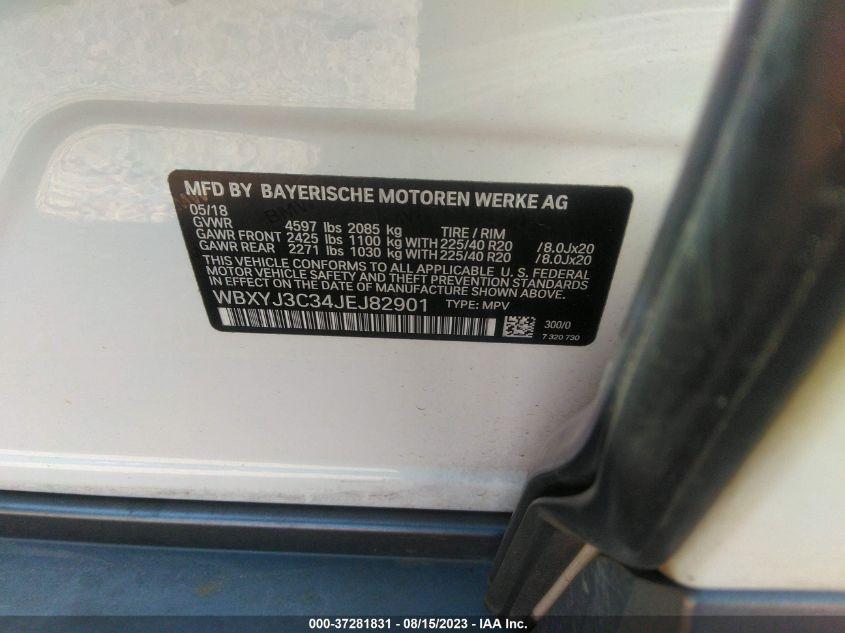 MFD BY BAYERISCHE MOTOREN WERKE AG
05/18
GVWR 4597 lbs 2085 kg TIRE / RIM
GAWR FRONT 2425 lbs 1100 kg WITH 225/40 R20 /8.0Jx20
GAWR REAR 2271 lbs 1030 kg WITH 225/40 R20 /8.0Jx20
THIS VEHICLE CONFORMS TO ALL APPLICABLE U. S. FEDERAL
MOTOR VEHICLE SAFETY AND THEFT PREVENTION STANDARDS
IN EFFECT ON THE DATE OF MANUFACTURE SHOWN ABOVE.
WBXYJ3C34JEJ82901 TYPE: MPV
300/0
7 320 730
000-37281831 - 08/15/2023 - IAA Inc.